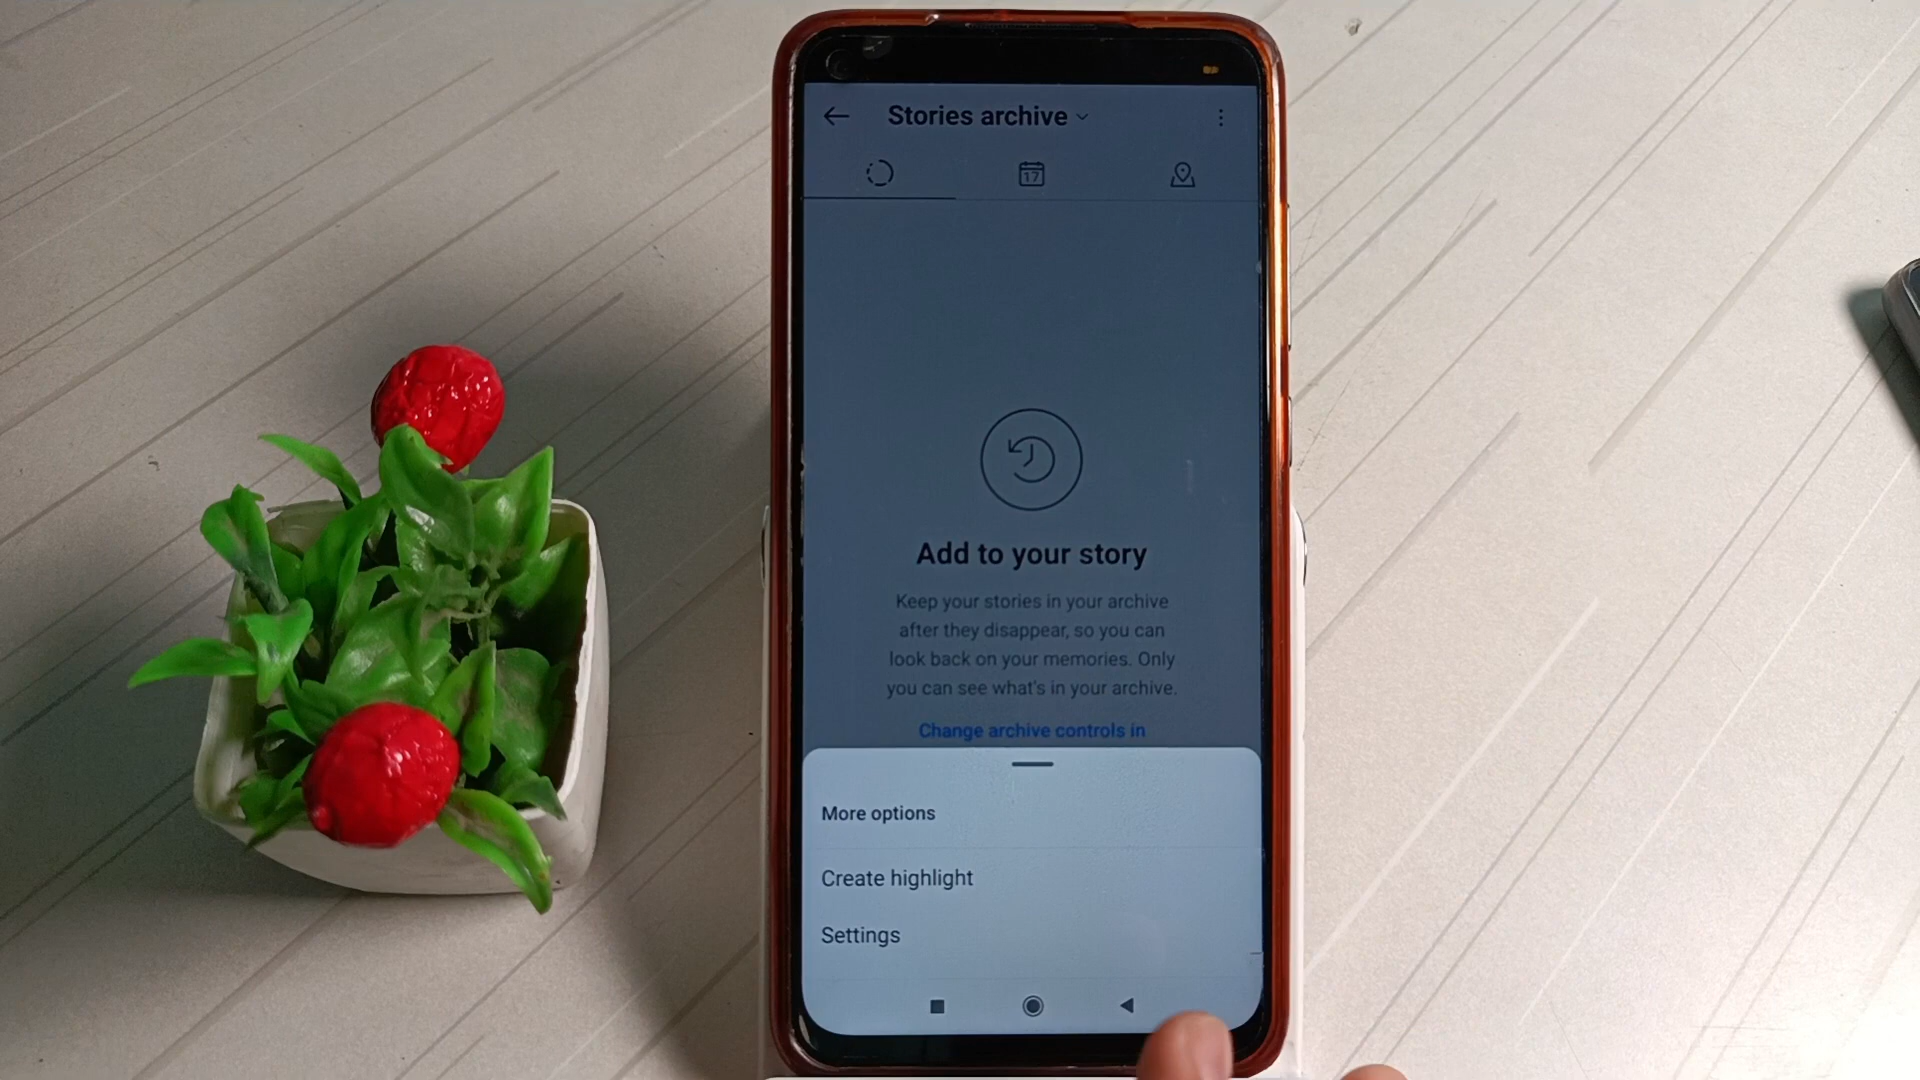 Stories archive
17
Add to your story
Keep your stories in your archive
after they disappear, so you can
look back on your memories. Only
you can see what's in your archive.
Change archive controls in
More options
Create highlight
Settings